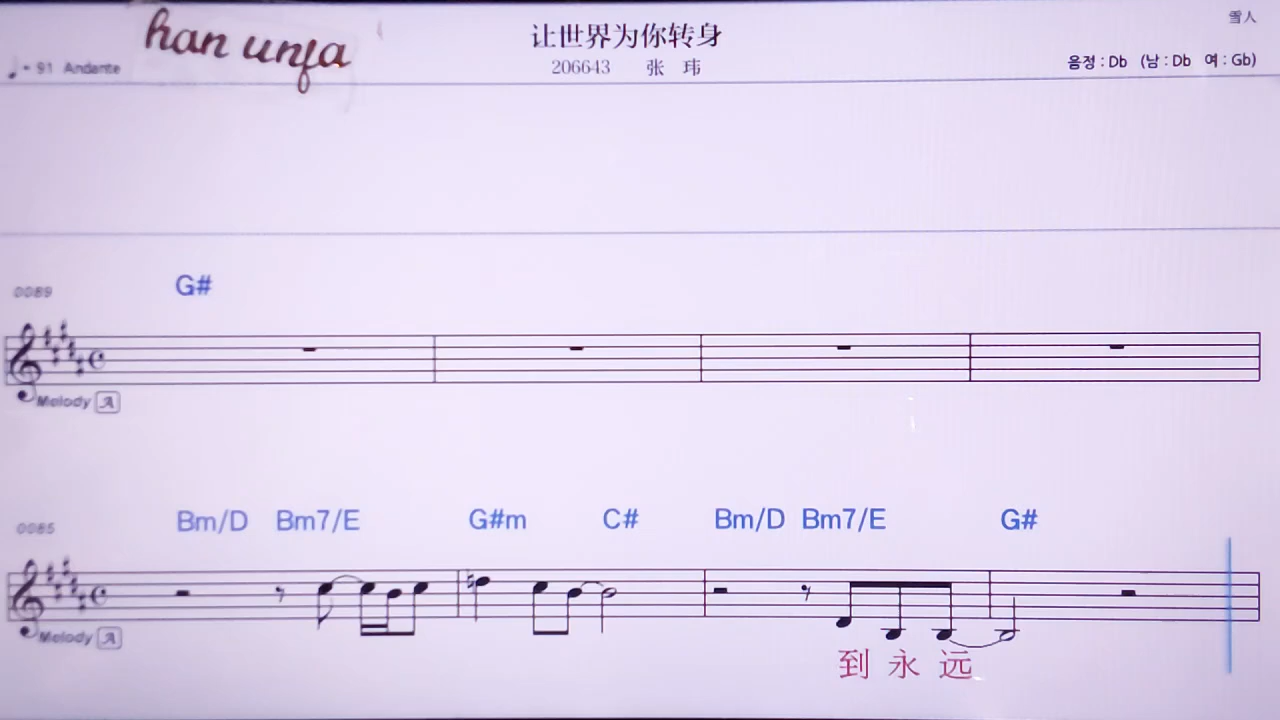 han unfa
让世界为你转身
雪人
♩= 91 Andante
206643 张 玮
음정 : Db (남 : Db 여 : Gb)
0089 G#
Melody A
0085 Bm/D Bm7/E G#m C# Bm/D Bm7/E G#
Melody A
到 永 远